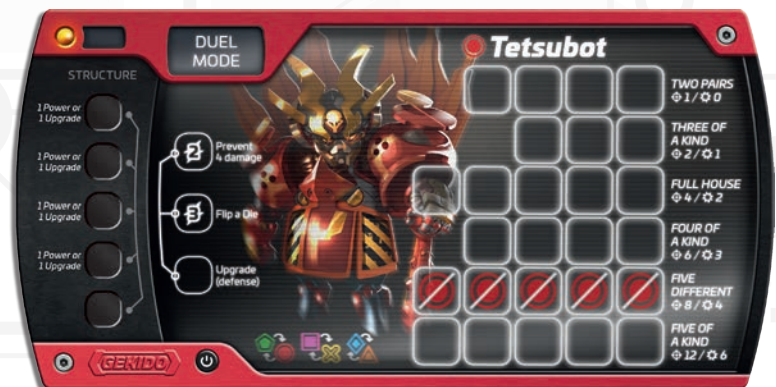 DUEL
MODE
Tetsubot
STRUCTURE
1 Power or
1 Upgrade
1 Power or
1 Upgrade
1 Power or
1 Upgrade
1 Power or
1 Upgrade
Prevent
4 damage
Flip a Die
Upgrade
(defense)
TWO PAIRS
1/0
THREE OF
A KIND
2/1
FULL HOUSE
4/2
FOUR OF
A KIND
6/3
FIVE
DIFFERENT
8/4
FIVE OF
A KIND
12/6
GEKIDO